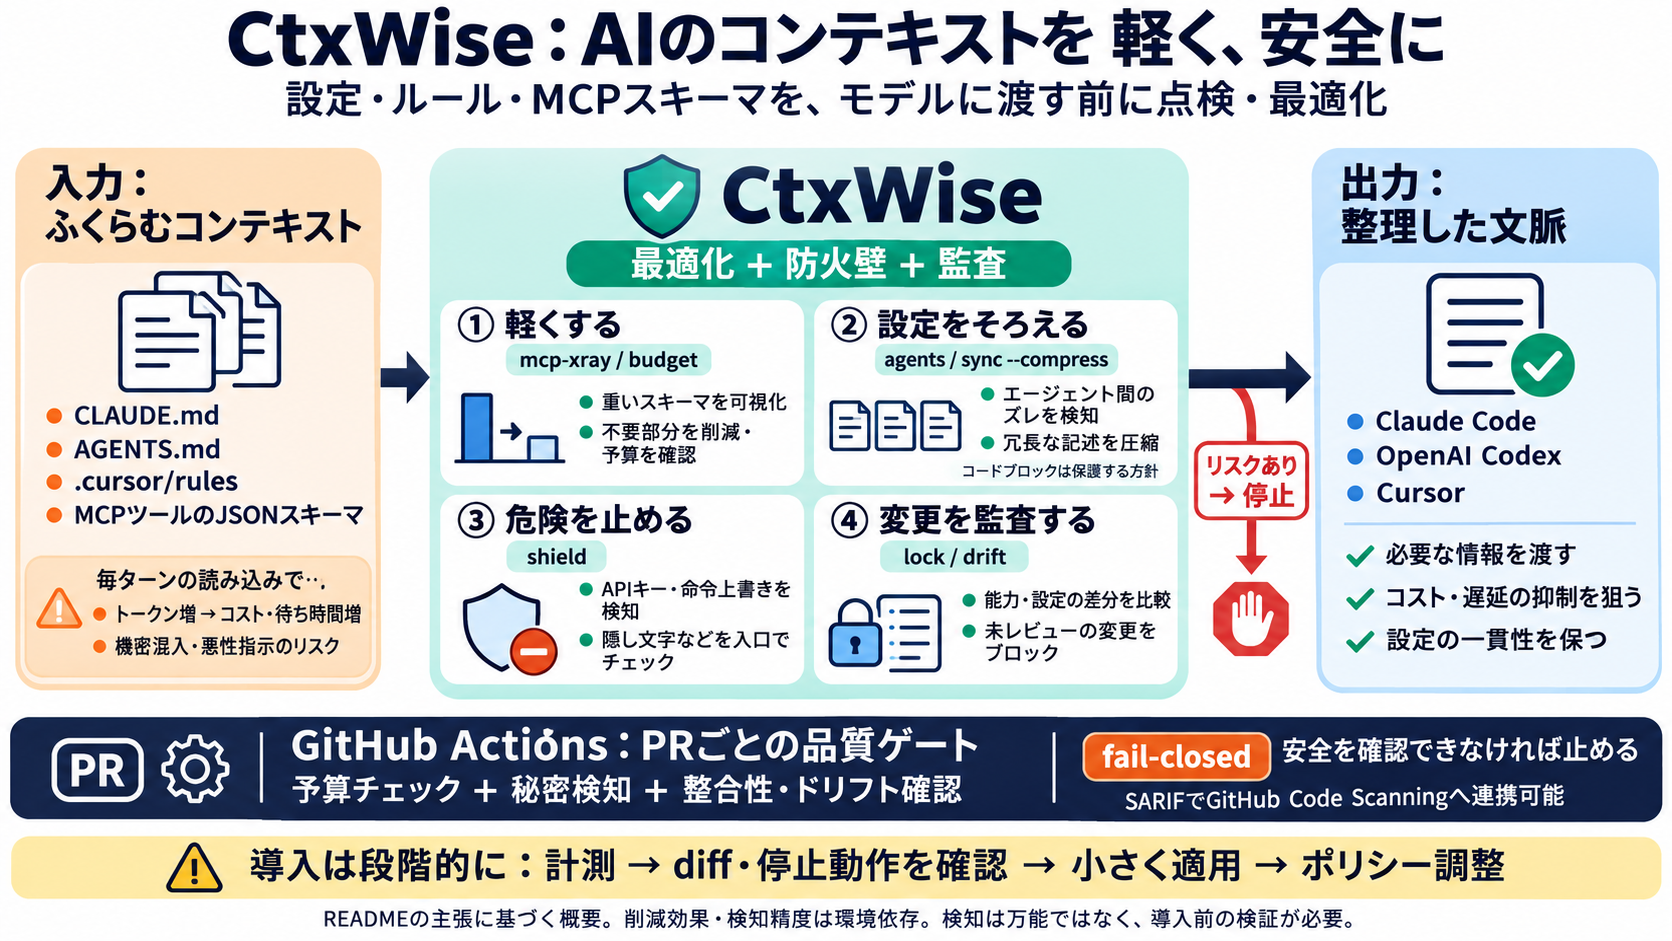 CtxWise：AIのコンテキストを 軽く、安全に
設定・ルール・MCPスキーマを、モデルに渡す前に点検・最適化
入力：
ふくらむコンテキスト
CLAUDE.md
AGENTS.md
.cursor/rules
MCPツールのJSONスキーマ
毎ターンの読み込みで…
トークン増 → コスト・待ち時間増
機密混入・悪性指示のリスク
CtxWise
最適化 ＋ 防火壁 ＋ 監査
① 軽くする
mcp-xray / budget
重いスキーマを可視化
不要部分を削減・
予算を確認
② 設定をそろえる
agents / sync --compress
エージェント間の
ズレを検知
冗長な記述を圧縮
コードブロックは保護する方針
③ 危険を止める
shield
APIキー・命令上書きを
検知
隠し文字などを入口で
チェック
④ 変更を監査する
lock / drift
能力・設定の差分を比較
未レビューの変更を
ブロック
リスクあり
→ 停止
出力：
整理した文脈
Claude Code
OpenAI Codex
Cursor
必要な情報を渡す
コスト・遅延の抑制を狙う
設定の一貫性を保つ
PR
GitHub Actións：PRごとの品質ゲート
予算チェック ＋ 秘密検知 ＋ 整合性・ドリフト確認
fail-closed 安全を確認できなければ止める
SARIFでGitHub Code Scanningへ連携可能
導入は段階的に：計測 → diff・停止動作を確認 → 小さく適用 → ポリシー調整
READMEの主張に基づく概要。削減効果・検知精度は環境依存。検知は万能ではなく、導入前の検証が必要。